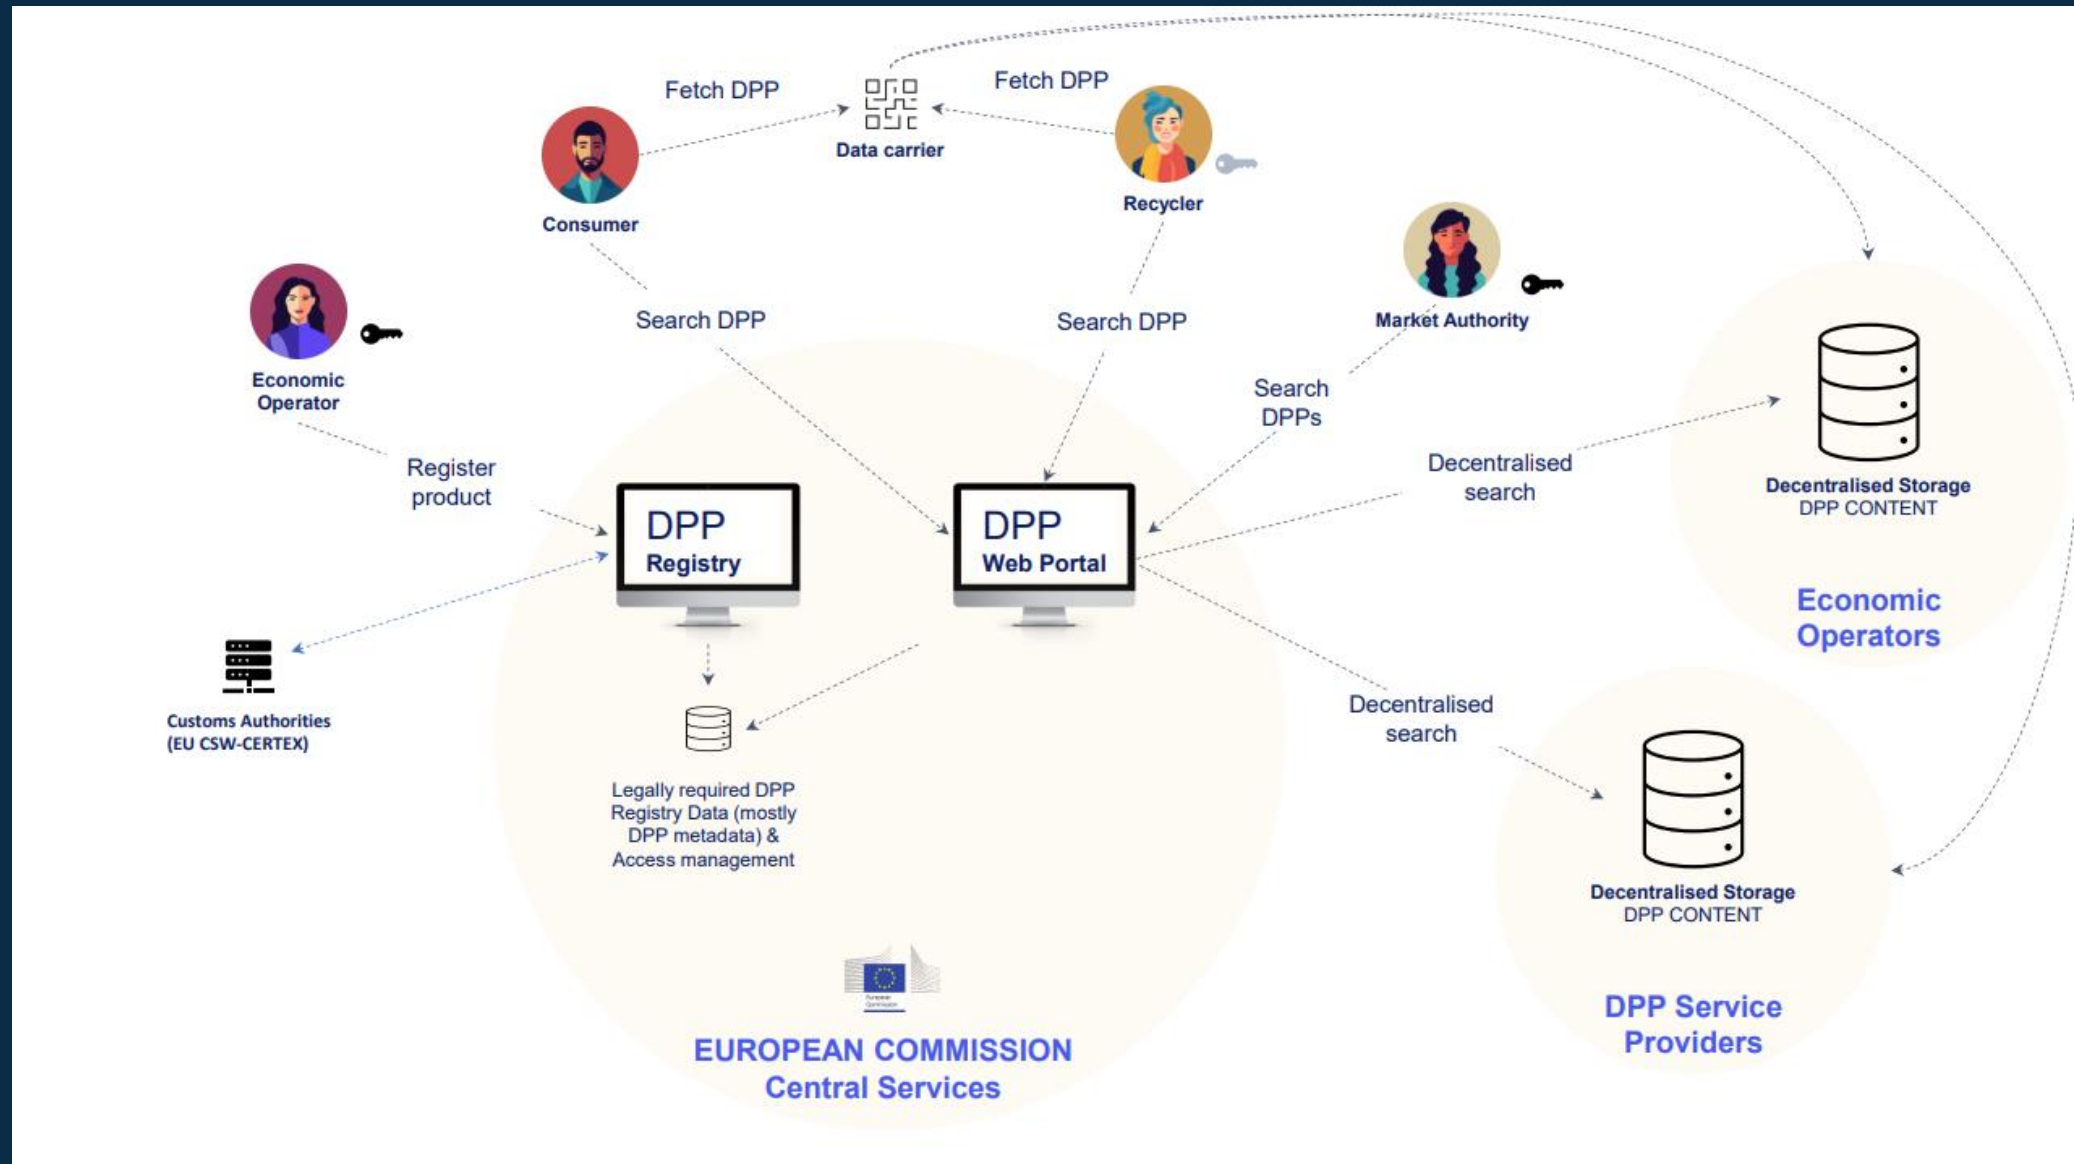 Fetch DPP
Fetch DPP
Data carrier
Consumer
Recycler
Search DPP
Search DPP
Market Authority
Economic
Operator
Search
DPPs
Register
product
Decentralised
search
DPP
Registry
DPP
Web Portal
Decentralised Storage
DPP CONTENT
Economic
Operators
Customs Authorities
(EU CSW-CERTEX)
Decentralised
search
Legally required DPP
Registry Data (mostly
DPP metadata) &
Access management
Decentralised Storage
DPP CONTENT
DPP Service
Providers
European
Commission
EUROPEAN COMMISSION
Central Services